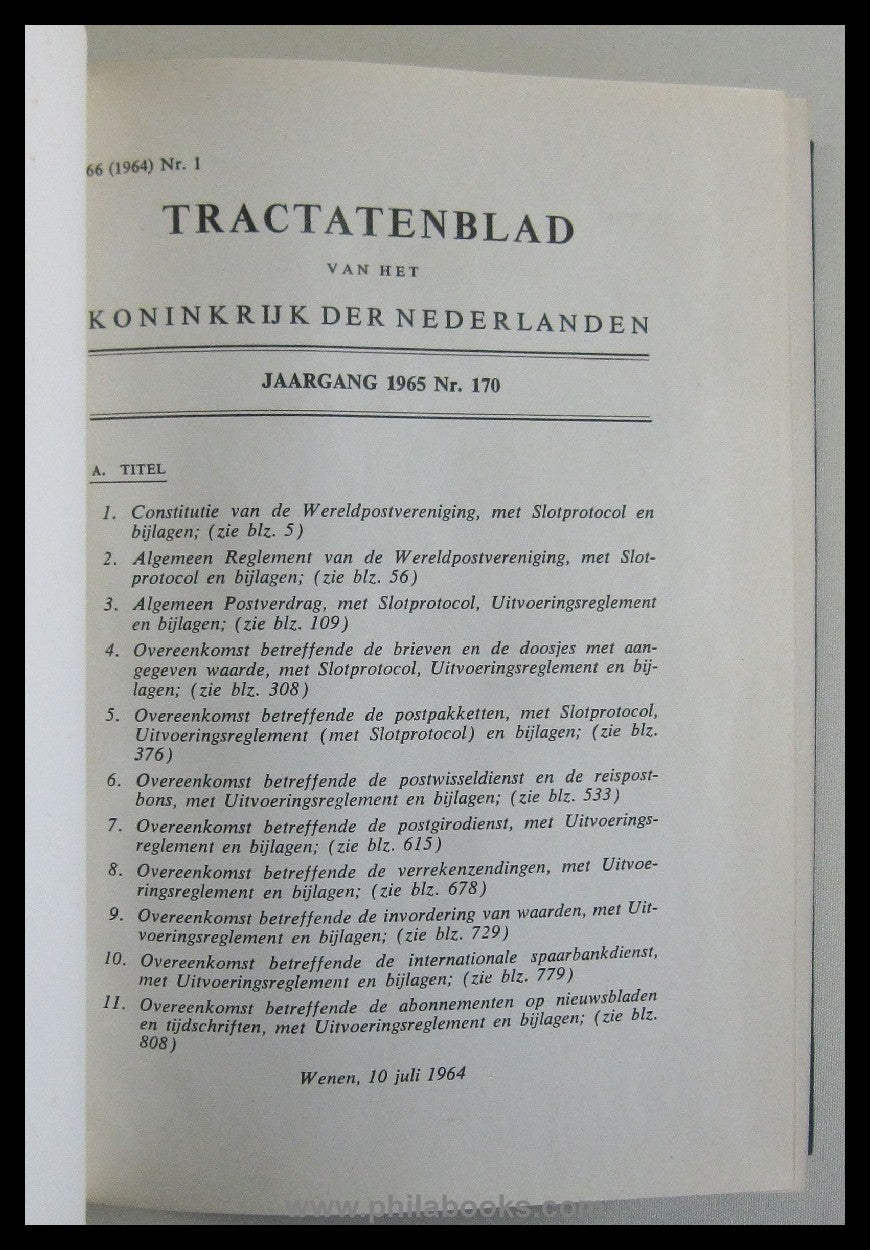 66 (1964) Nr. 1
TRACTATENBLAD
VAN HET
KONINKRIJK DER NEDERLANDEN
JAARGANG 1965 Nr. 170
A. TITEL
1. Constitutie van de Wereldpostvereniging, met Slotprotocol en
bijlagen; (zie blz. 5)
2. Algemeen Reglement van de Wereldpostvereniging, met Slot-
protocol en bijlagen; (zie blz. 56)
3. Algemeen Postverdrag, met Slotprotocol, Uitvoeringsreglement
en bijlagen; (zie blz. 109)
4. Overeenkomst betreffende de brieven en de doosjes met aan-
gegeven waarde, met Slotprotocol, Uitvoeringsreglement en bij-
lagen; (zie blz. 308)
5. Overeenkomst betreffende de postpakketten, met Slotprotocol,
Uitvoeringsreglement (met Slotprotocol) en bijlagen; (zie blz.
376)
6. Overeenkomst betreffende de postwisseldienst en de reispost-
bons, met Uitvoeringsreglement en bijlagen; (zie blz. 533)
7. Overeenkomst betreffende de postgirodienst, met Uitvoerings-
reglement en bijlagen; (zie blz. 615)
8. Overeenkomst betreffende de verrekenzendingen, met Uitvoe-
ringsreglement en bijlagen; (zie blz. 678)
9. Overeenkomst betreffende de invordering van waarden, met Uit-
voeringsreglement en bijlagen; (zie blz. 729)
10. Overeenkomst betreffende de internationale spaarbankdienst,
met Uitvoeringsreglement en bijlagen; (zie blz. 779)
11. Overeenkomst betreffende de abonnementen op nieuwsbladen
en tijdschriften, met Uitvoeringsreglement en bijlagen; (zie blz.
808)
Wenen, 10 juli 1964
www.philabooks.com